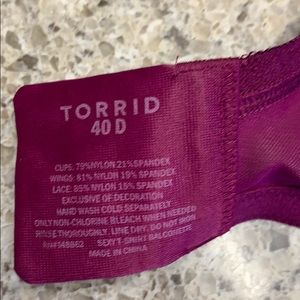 TORRID
40 D
CUPS: 79% NYLON 21% SPANDEX
WINGS: 81% NYLON 19% SPANDEX
LACE: 85% NYLON 15% SPANDEX
EXCLUSIVE OF DECORATION
HAND WASK COLD SEPARATELY
ONLY NON-CHLORINE BLEACH WHEN NEEDED
RINSE THOROUGHLY. LINE DRY. DO NOT IRON
SEXY T-SHIRT BALCONETTE
MADE IN CHINA